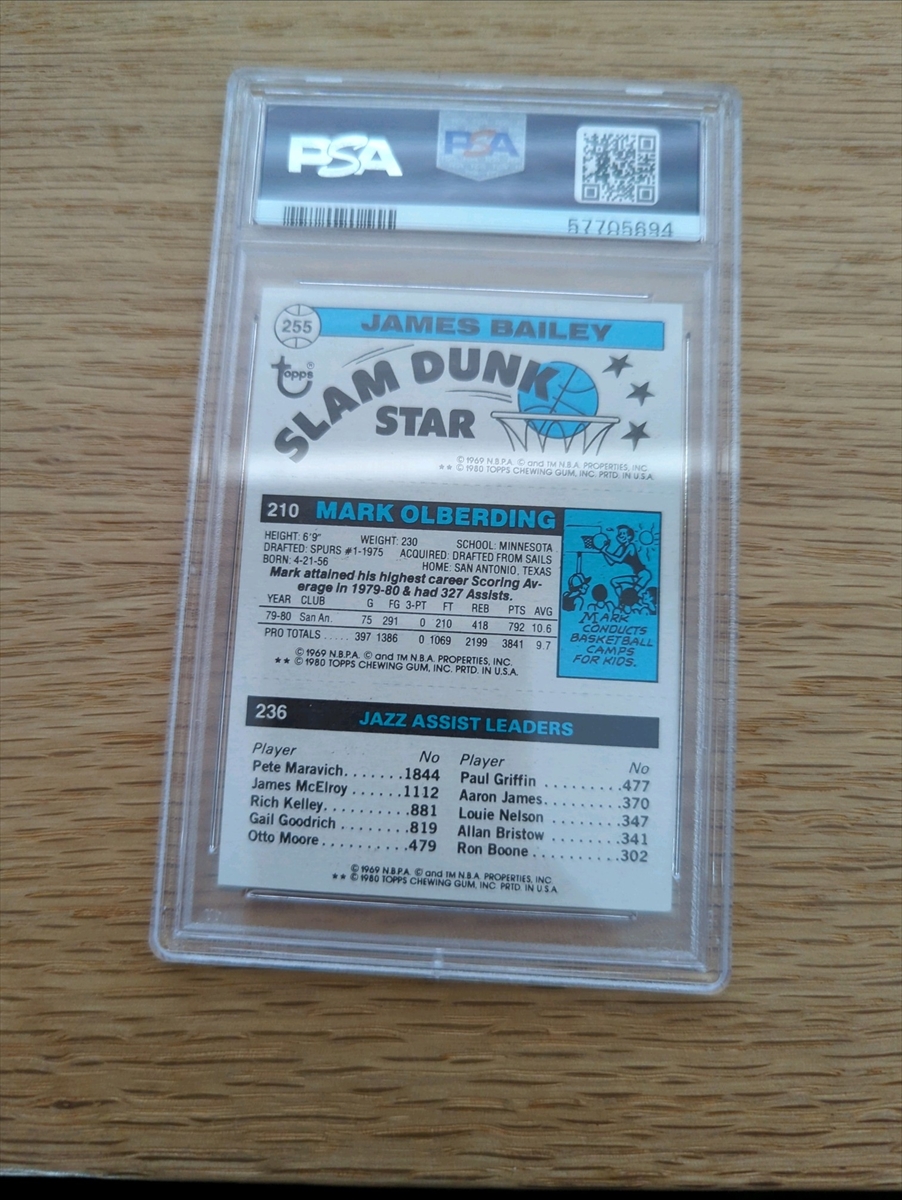 PSA
PSA
57705694
255
JAMES BAILEY
Topps®
SLAM DUNK
STAR
© 1969 N.B.P.A. © and TM N.B.A. PROPERTIES, INC.
★★ © 1980 TOPPS CHEWING GUM, INC. PRTD. IN U.S.A.
210 MARK OLBERDING
HEIGHT: 6'9" WEIGHT: 230 SCHOOL: MINNESOTA
DRAFTED: SPURS #1-1975 ACQUIRED: DRAFTED FROM SAILS
BORN: 4-21-56 HOME: SAN ANTONIO, TEXAS
Mark attained his highest career Scoring Av-
erage in 1979-80 & had 327 Assists.
YEAR CLUB G FG 3-PT FT REB PTS AVG
79-80 San An. 75 291 0 210 418 792 10.6
PRO TOTALS ..... 397 1386 0 1069 2199 3841 9.7
© 1969 N.B.P.A. © and TM N.B.A. PROPERTIES, INC.
★★ © 1980 TOPPS CHEWING GUM, INC. PRTD. IN U.S.A.
MARK
CONDUCTS
BASKETBALL
CAMPS
FOR KIDS.
236 JAZZ ASSIST LEADERS
Player No
Pete Maravich.......1844
James McElroy......1112
Rich Kelley...........881
Gail Goodrich........819
Otto Moore...........479
Player No
Paul Griffin.........477
Aaron James.........370
Louie Nelson........347
Allan Bristow.......341
Ron Boone..........302
© 1969 N.B.P.A. © and TM N.B.A. PROPERTIES, INC.
★★ © 1980 TOPPS CHEWING GUM, INC. PRTD. IN U.S.A.